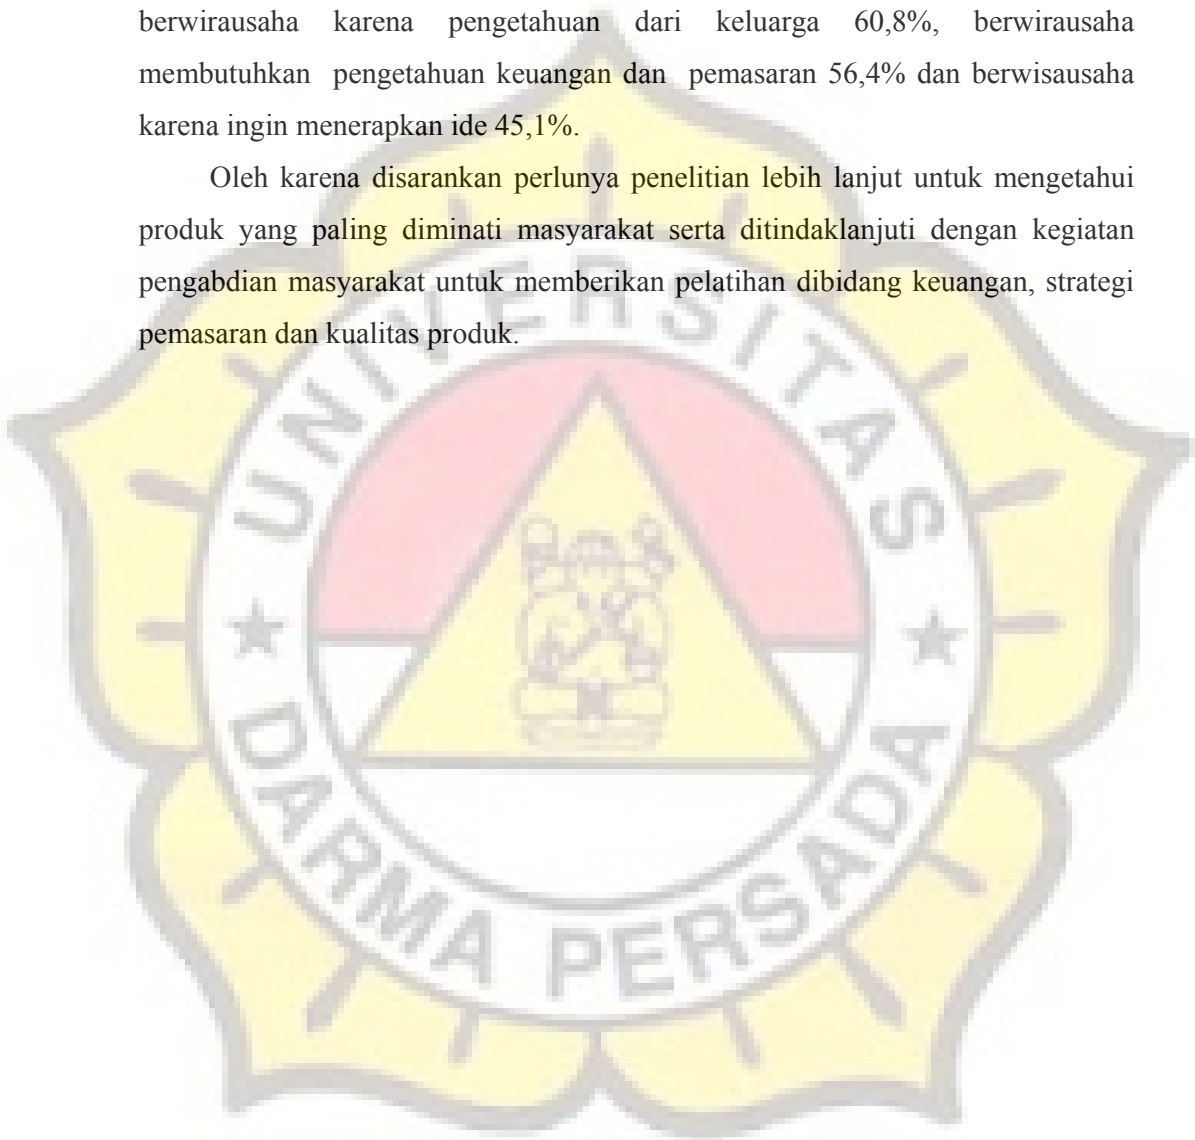 berwirausaha karena pengetahuan dari keluarga 60,8%, berwirausaha
membutuhkan pengetahuan keuangan dan pemasaran 56,4% dan berwisausaha
karena ingin menerapkan ide 45,1%.
Oleh karena disarankan perlunya penelitian lebih lanjut untuk mengetahui
produk yang paling diminati masyarakat serta ditindaklanjuti dengan kegiatan
pengabdian masyarakat untuk memberikan pelatihan dibidang keuangan, strategi
pemasaran dan kualitas produk.
UNIVERSITAS
DARMA PERSADA